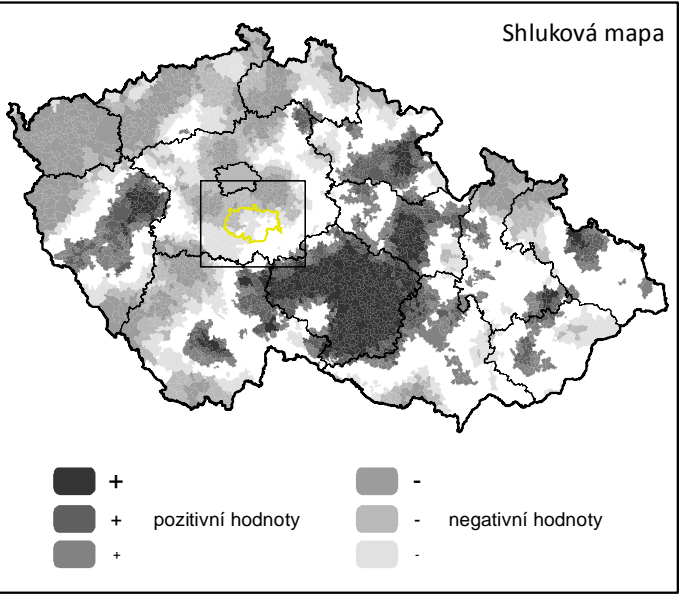 Shluková mapa
+ -
+ pozitivní hodnoty - negativní hodnoty
+ -